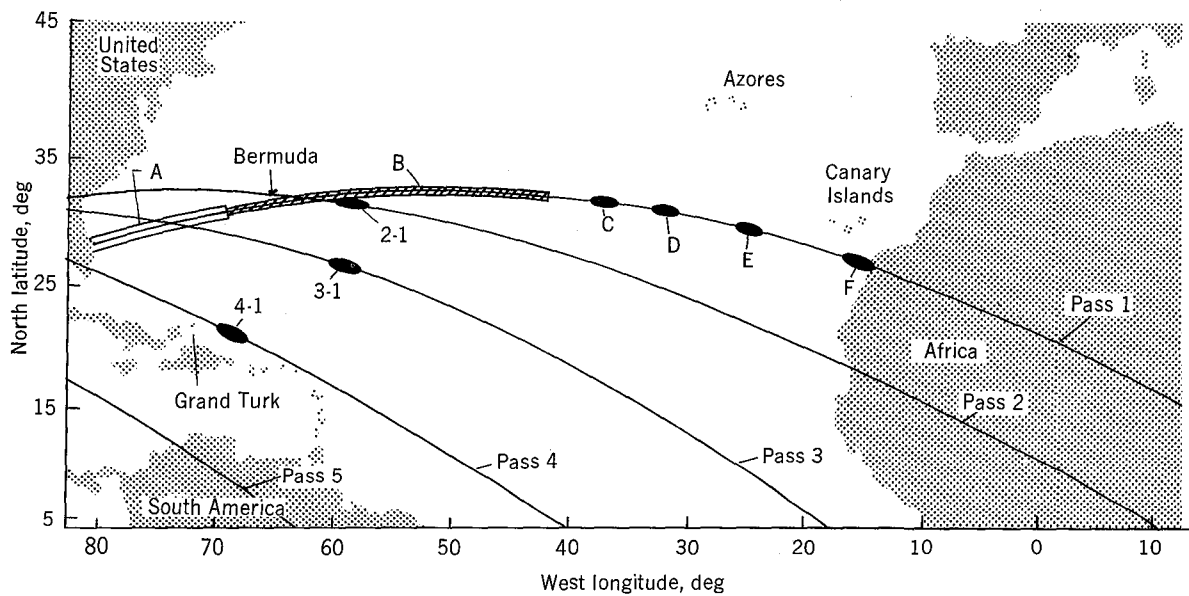 45
35
25
15
5
North latitude, deg
United
States
A
Bermuda
B
Azores
Canary
Islands
2-1
3-1
4-1
C
D
E
F
Pass 1
Africa
Pass 2
Grand Turk
Pass 3
Pass 4
Pass 5
South America
80 70 60 50 40 30 20 10 0 10
West longitude, deg